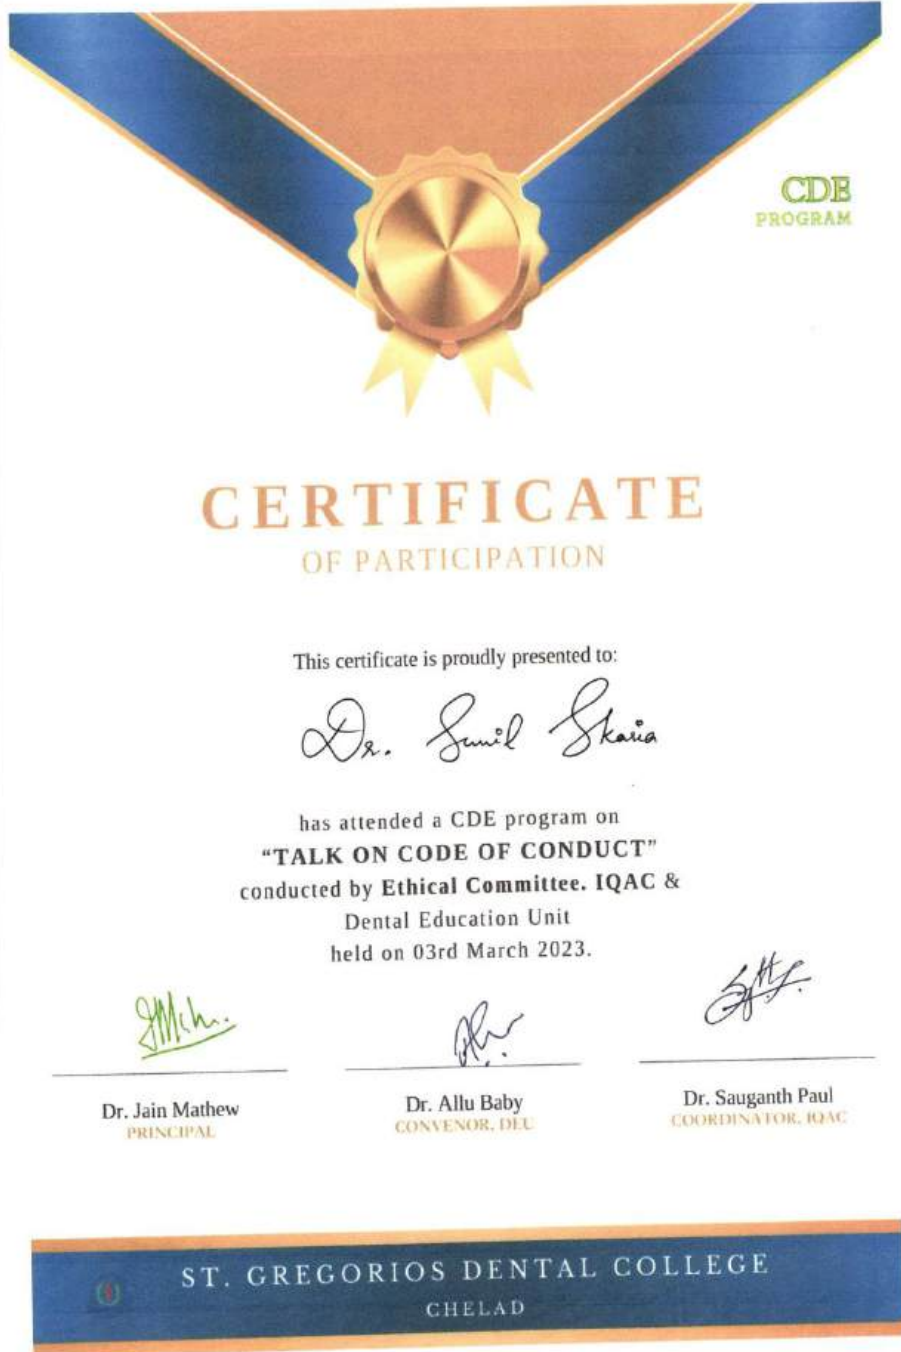 CDE
PROGRAM
CERTIFICATE
OF PARTICIPATION
This certificate is proudly presented to:
Dr. Sunil Skaria
has attended a CDE program on
“TALK ON CODE OF CONDUCT”
conducted by Ethical Committee. IQAC &
Dental Education Unit
held on 03rd March 2023.
Dr. Jain Mathew
PRINCIPAL
Dr. Allu Baby
CONVENOR, DEU
Dr. Sauganth Paul
COORDINATOR, IQAC
ST. GREGORIOS DENTAL COLLEGE
CHELAD